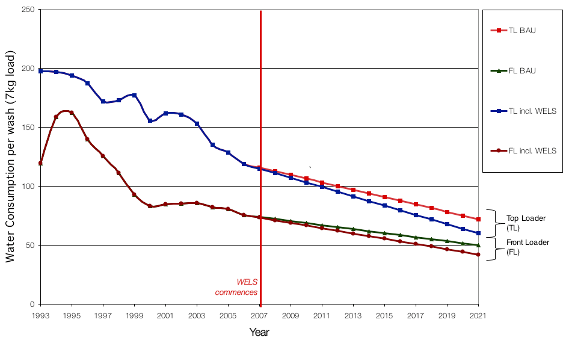 Water Consumption per wash (7kg load)
250
200
150
100
50
0
1993 1995 1997 1999 2001 2003 2005 2007 2009 2011 2013 2015 2017 2019 2021
Year
WELS
commences
TL BAU
FL BAU
TL incl. WELS
FL incl. WELS
Top Loader
(TL)
Front Loader
(FL)